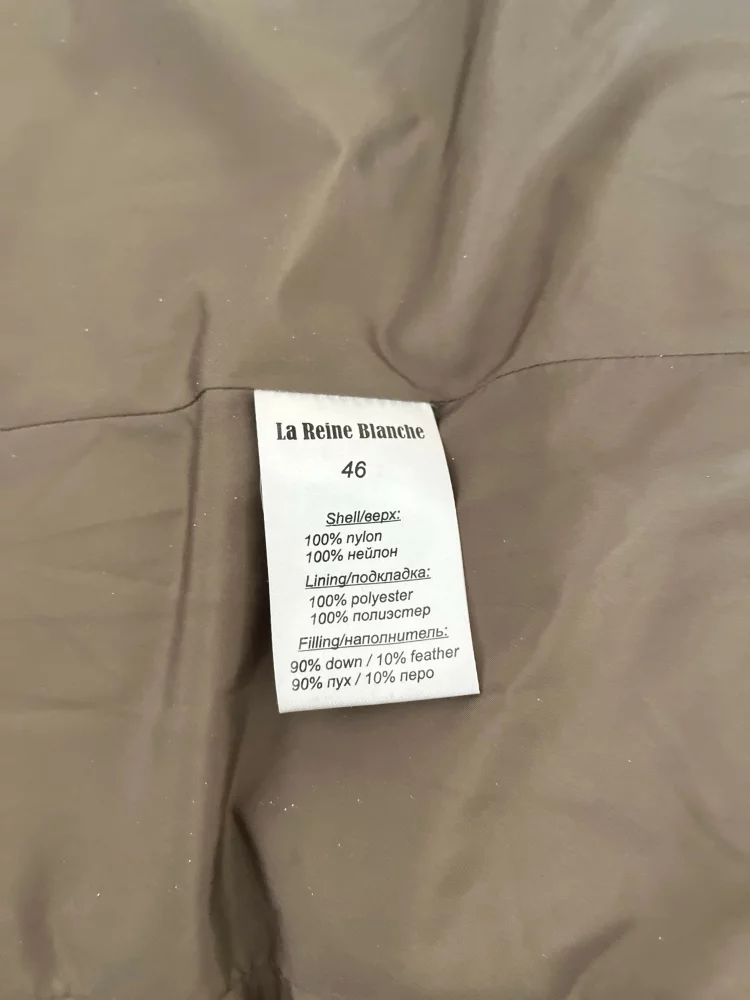 La Reine Blanche
46
Shell/верх:
100% nylon
100% нейлон
Lining/подкладка:
100% polyester
100% полиэстер
Filling/наполнитель:
90% down / 10% feather
90% пух / 10% перо